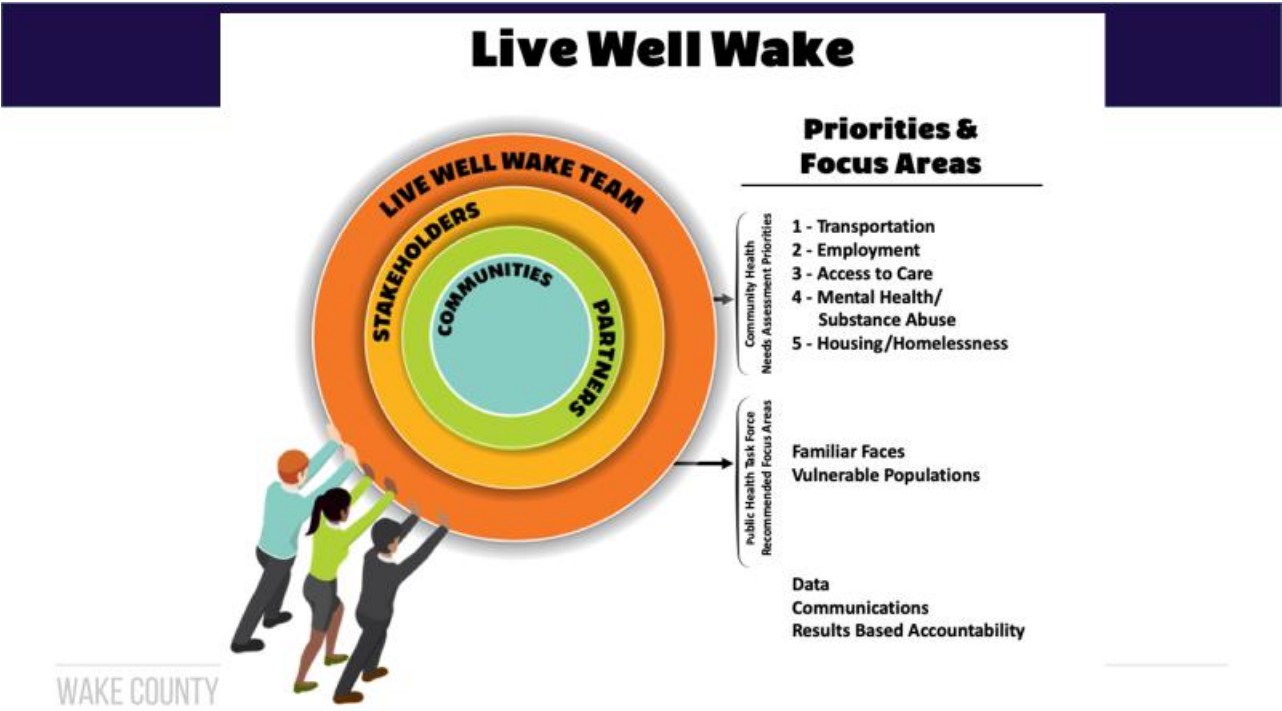 Live Well Wake
LIVE WELL WAKE TEAM
STAKEHOLDERS
COMMUNITIES
PARTNERS
Priorities &
Focus Areas
Community Health
Needs Assessment Priorities
1 - Transportation
2 - Employment
3 - Access to Care
4 - Mental Health/
Substance Abuse
5 - Housing/Homelessness
Public Health Task Force
Recommended Focus Areas
Familiar Faces
Vulnerable Populations
Data
Communications
Results Based Accountability
WAKE COUNTY